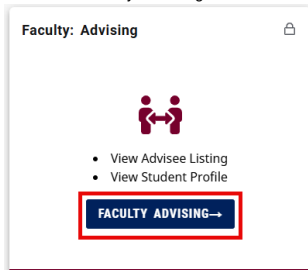 Faculty: Advising
• View Advisee Listing
• View Student Profile
FACULTY ADVISING→